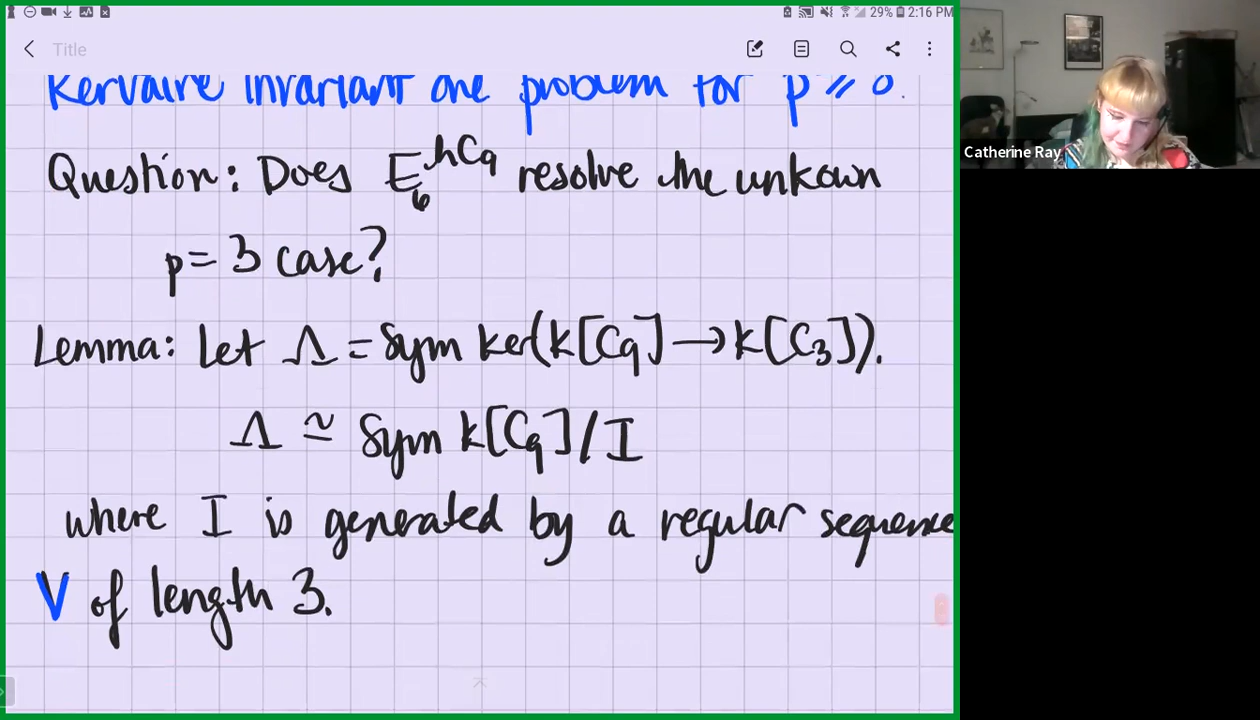 29% 2:16 PM
Title
Kervaire invariant one problem for p
Question: Does E_6^{hC_9} resolve the unkown
p = 3 case?
Lemma: Let Λ = Sym ker(k[C_9] → k[C_3]).
Λ ≃ Sym k[C_9]/I
where I is generated by a regular sequence
V of length 3.
Catherine Ray